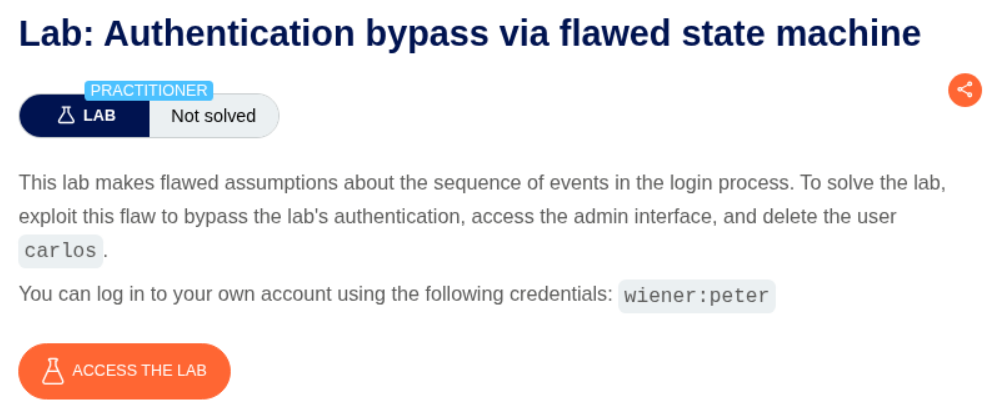 Lab: Authentication bypass via flawed state machine
PRACTITIONER
LAB
Not solved
This lab makes flawed assumptions about the sequence of events in the login process. To solve the lab,
exploit this flaw to bypass the lab's authentication, access the admin interface, and delete the user
carlos.
You can log in to your own account using the following credentials: wiener:peter
ACCESS THE LAB